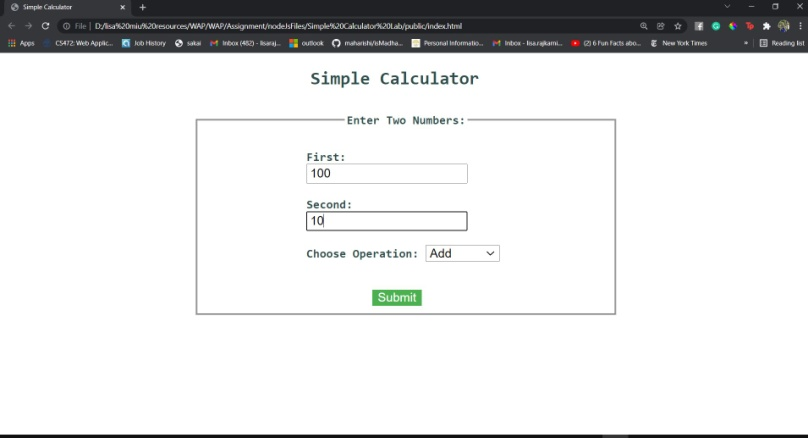 Simple Calculator
File | D:/lisa%20miu%20resources/WAP/WAP/Assignment/nodeJsFiles/Simple%20Calculator%20Lab/public/index.html
Apps CS472: Web Applic... Job History sakai Inbox (482) - lisaraj... outlook maharishi/isMadha... Personal Informatio... Inbox - lisa.rajkarni... (2) 6 Fun Facts abo... New York Times » Reading list
Simple Calculator
Enter Two Numbers:
First:
100
Second:
10
Choose Operation: Add
Submit